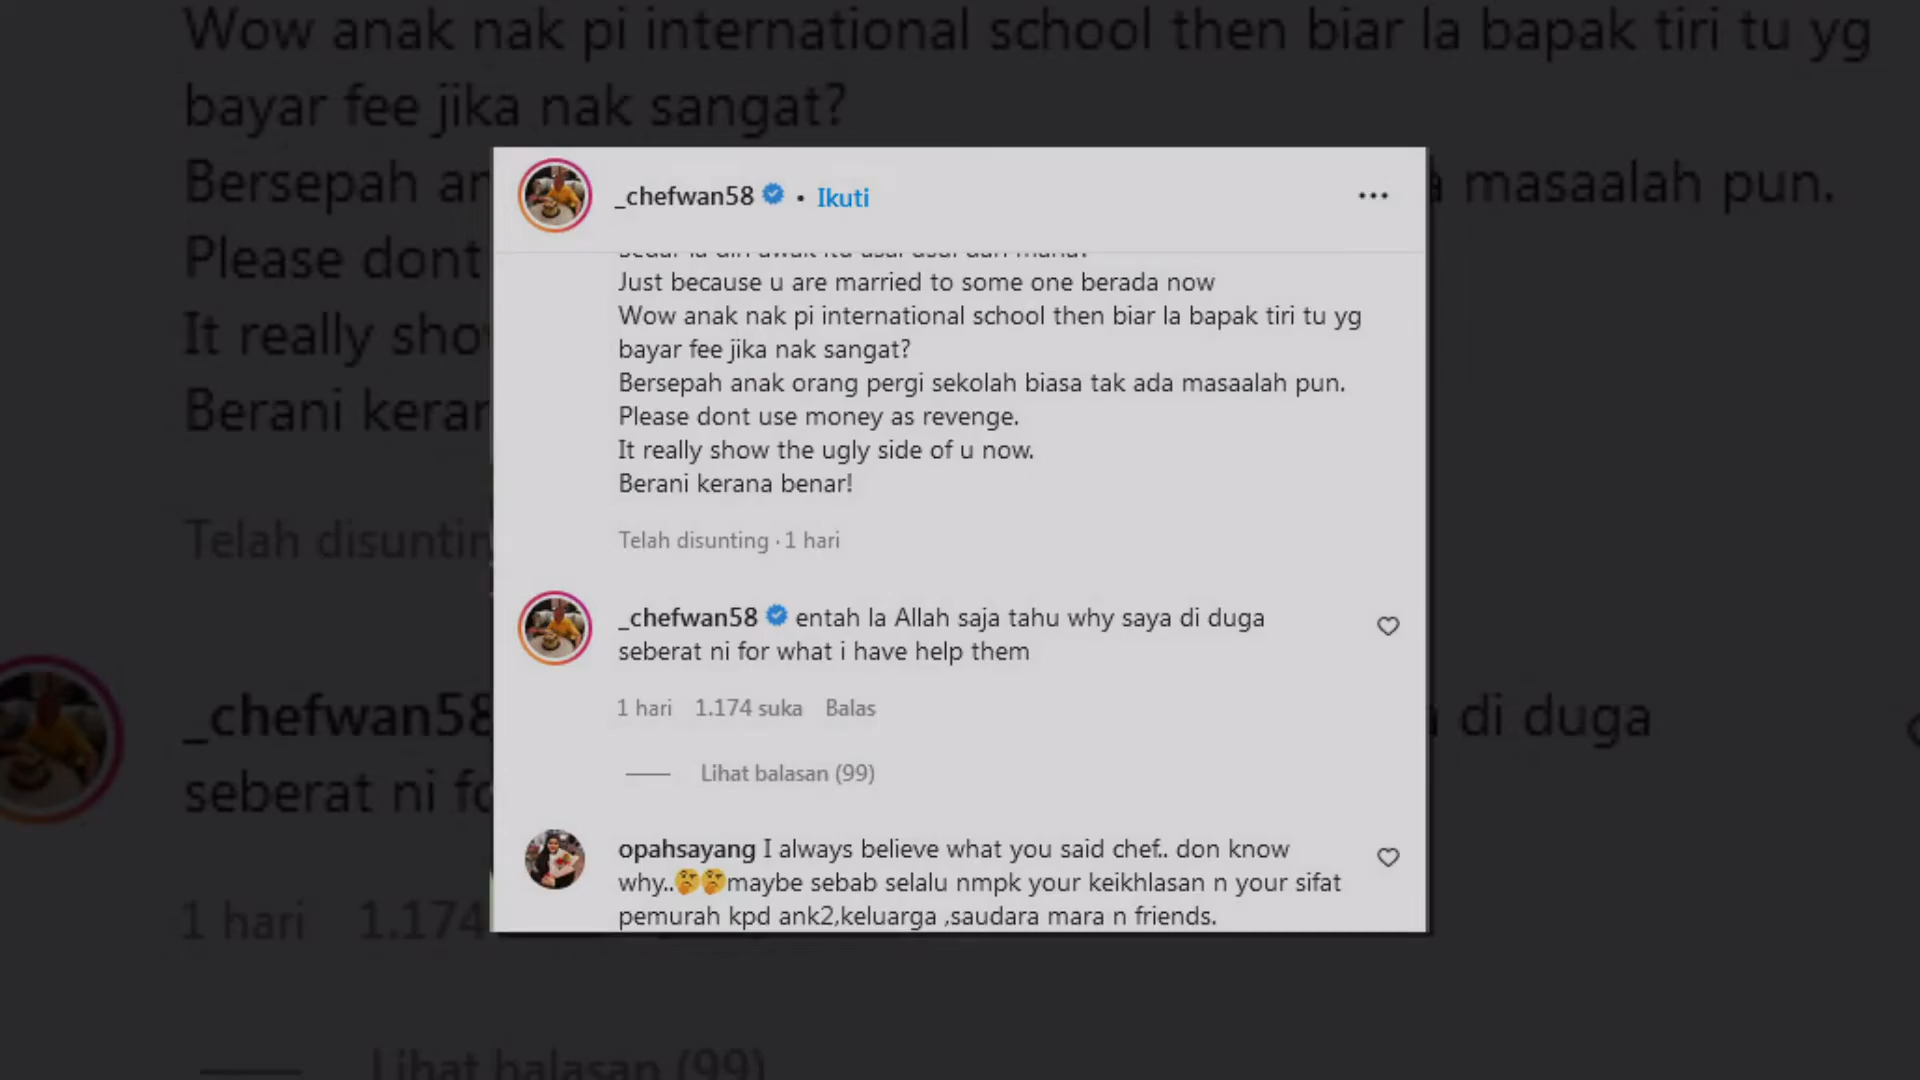 Wow anak nak pi international school then biar la bapak tiri tu yg
bayar fee jika nak sangat?
Bersepah
masaalah pun.
Please dont
It really
Berani
Telah
_chefwan58
di duga
seberat ni
1 hari 1.174
Lihat balasan (99)
_chefwan58 • Ikuti
Just because u are married to some one berada now
Wow anak nak pi international school then biar la bapak tiri tu yg
bayar fee jika nak sangat?
Bersepah anak orang pergi sekolah biasa tak ada masaalah pun.
Please dont use money as revenge.
It really show the ugly side of u now.
Berani kerana benar!
Telah disunting · 1 hari
_chefwan58 entah la Allah saja tahu why saya di duga
seberat ni for what i have help them
1 hari 1.174 suka Balas
Lihat balasan (99)
opahsayang I always believe what you said chef.. don know
why..🤔🤔maybe sebab selalu nmpk your keikhlasan n your sifat
pemurah kpd ank2,keluarga ,saudara mara n friends.